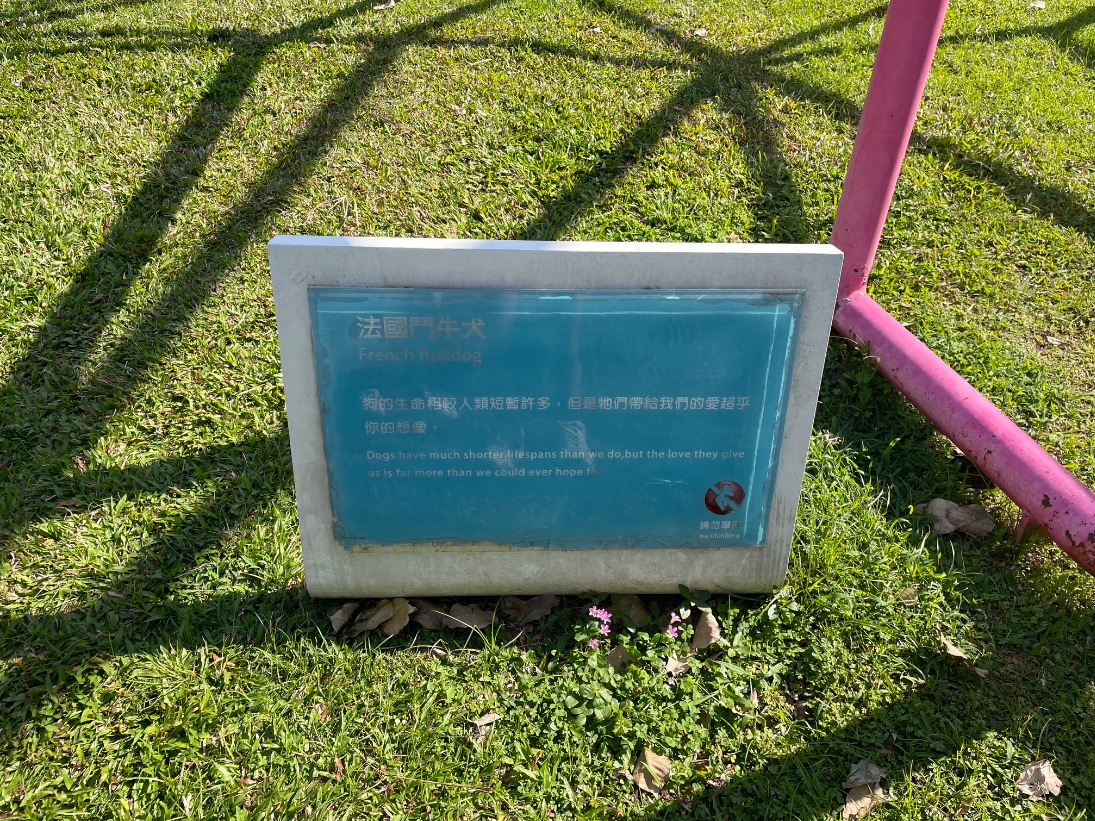 法國鬥牛犬
French Bulldog
狗的生命相較人類短暫許多，但是牠們帶給我們的愛超乎
你的想像。
Dogs have much shorter lifespans than we do,but the love they give
us is far more than we could ever hope for
請勿攀爬
No Climbing